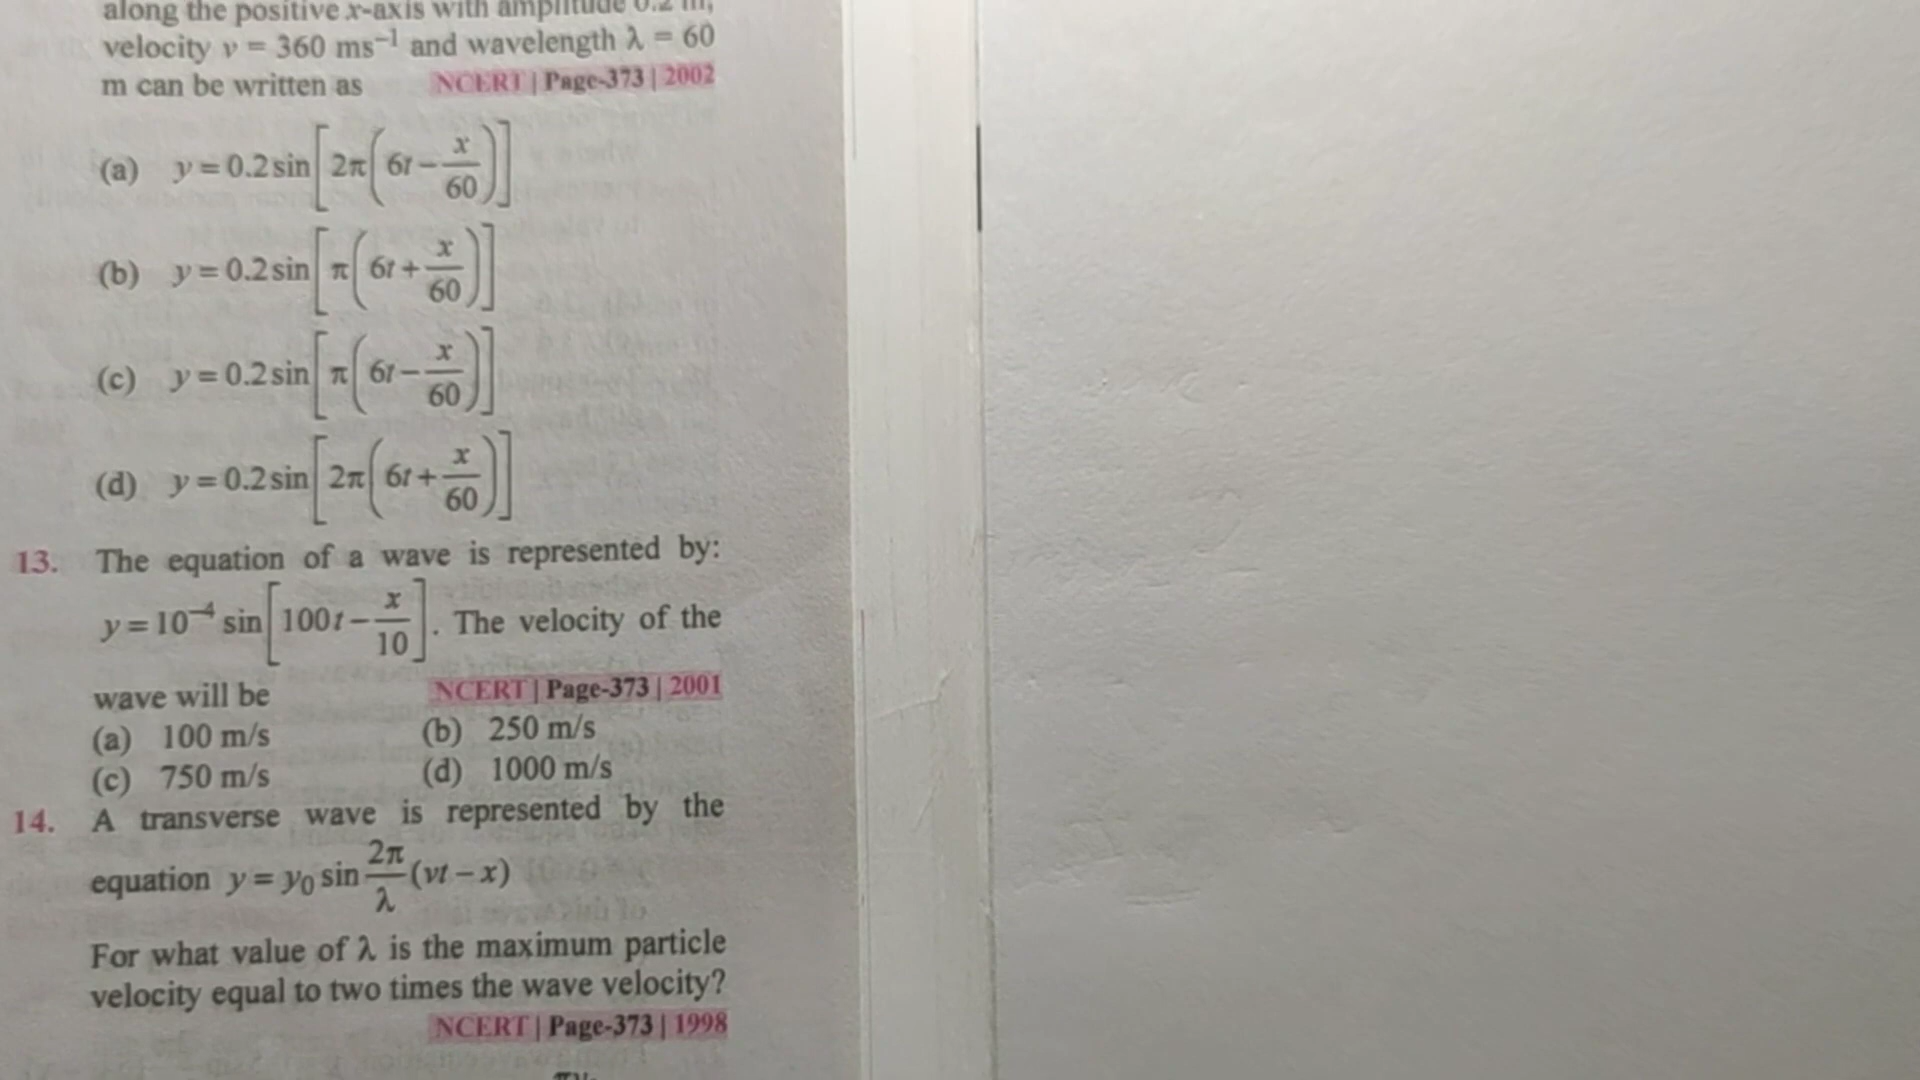 along the positive x-axis with amplitude 0.2 m,
velocity v = 360 ms⁻¹ and wavelength λ = 60
m can be written as NCERT | Page-373 | 2002
(a) y = 0.2 sin[2π(6t − x/60)]
(b) y = 0.2 sin[π(6t + x/60)]
(c) y = 0.2 sin[π(6t − x/60)]
(d) y = 0.2 sin[2π(6t + x/60)]
13. The equation of a wave is represented by:
y = 10⁻⁴ sin[100t − x/10]. The velocity of the
wave will be NCERT | Page-373 | 2001
(a) 100 m/s (b) 250 m/s
(c) 750 m/s (d) 1000 m/s
14. A transverse wave is represented by the
equation y = y₀ sin 2π/λ (vt − x)
For what value of λ is the maximum particle
velocity equal to two times the wave velocity?
NCERT | Page-373 | 1998